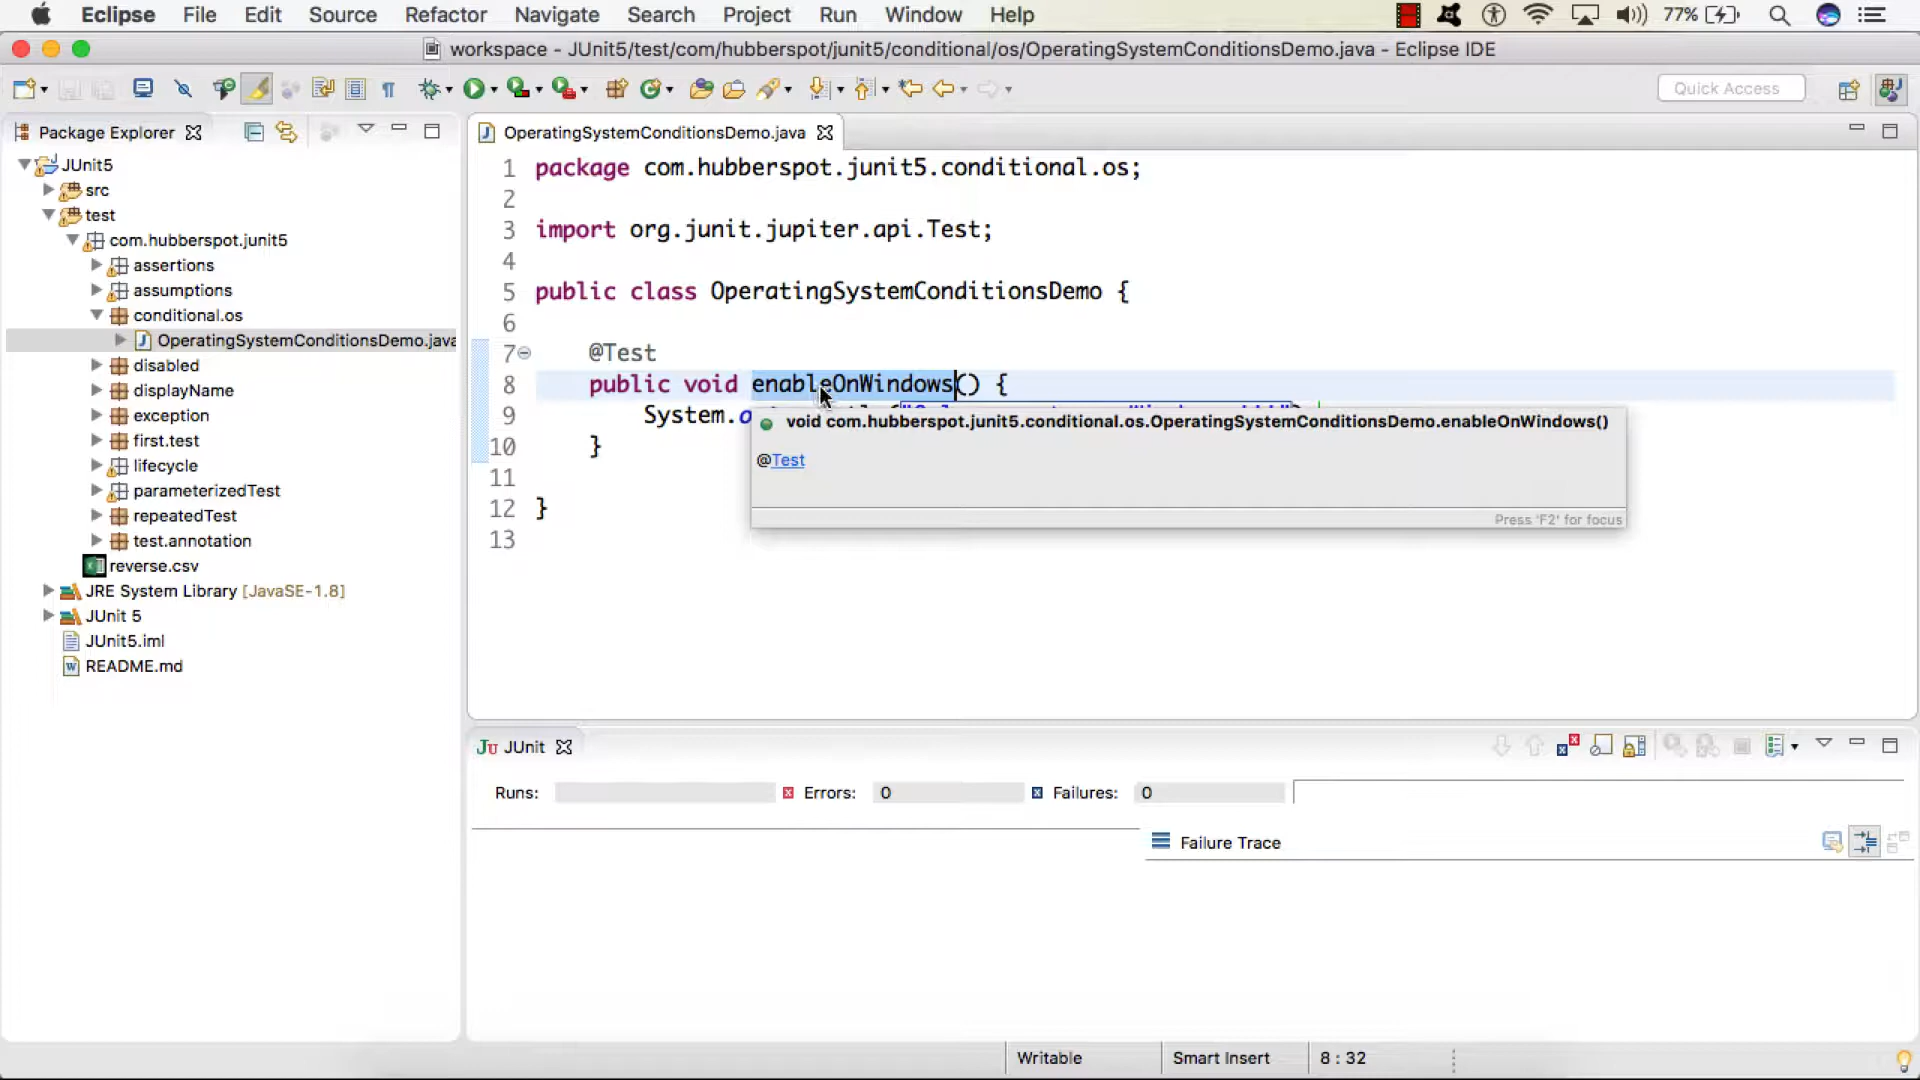 Eclipse File Edit Source Refactor Navigate Search Project Run Window Help 77%
workspace - JUnit5/test/com/hubberspot/junit5/conditional/os/OperatingSystemConditionsDemo.java - Eclipse IDE
Quick Access
Package Explorer
JUnit5
src
test
com.hubberspot.junit5
assertions
assumptions
conditional.os
OperatingSystemConditionsDemo.java
disabled
displayName
exception
first.test
lifecycle
parameterizedTest
repeatedTest
test.annotation
reverse.csv
JRE System Library [JavaSE-1.8]
JUnit 5
JUnit5.iml
README.md
OperatingSystemConditionsDemo.java
1 package com.hubberspot.junit5.conditional.os;
2
3 import org.junit.jupiter.api.Test;
4
5 public class OperatingSystemConditionsDemo {
6
7 @Test
8 public void enableOnWindows() {
9 System.
10 }
11
12 }
13
void com.hubberspot.junit5.conditional.os.OperatingSystemConditionsDemo.enableOnWindows()
@Test
Press 'F2' for focus
JUnit
Runs: Errors: 0 Failures: 0
Failure Trace
Writable Smart Insert 8 : 32